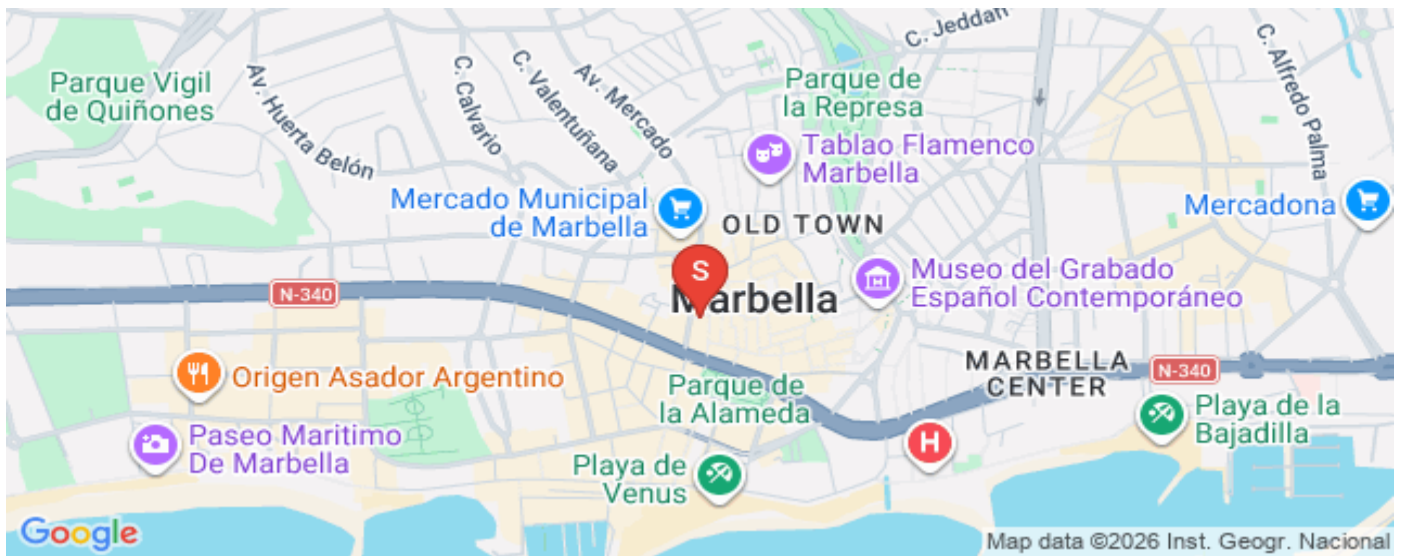 C. Jeddah
C. Alfredo Palma
Parque Vigil
de Quiñones
Av. Huerta Belón
C. Calvario
C. Valentuñana
Av. Mercado
Parque de
la Represa
Tablao Flamenco
Marbella
Mercado Municipal
de Marbella
OLD TOWN
Mercadona
S
Marbella
Museo del Grabado
Español Contemporáneo
N-340
MARBELLA
CENTER
N-340
Origen Asador Argentino
Parque de
la Alameda
Playa de la
Bajadilla
Paseo Maritimo
De Marbella
H
Playa de
Venus
Google
Map data ©2026 Inst. Geogr. Nacional